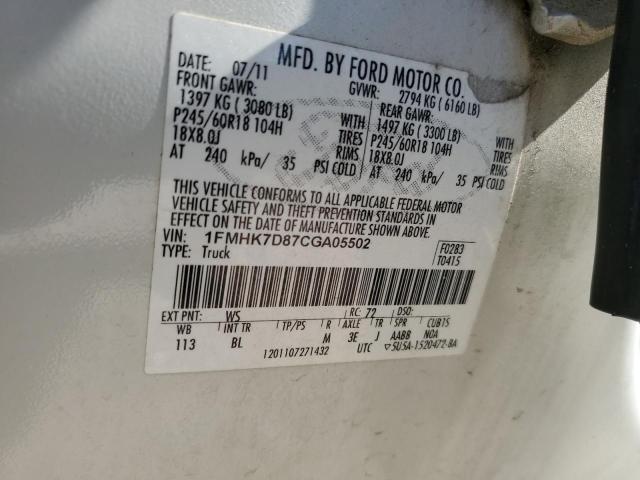 MFD. BY FORD MOTOR CO.
DATE: 07/11 GVWR: 2794 KG (6160 LB)
FRONT GAWR: REAR GAWR:
1397 KG (3080 LB) 1497 KG (3300 LB)
WITH WITH
P245/60R18 104H TIRES P245/60R18 104H TIRES
18X8.0J RIMS 18X8.0J RIMS
AT 240 kPa/ 35 PSI COLD AT 240 kPa/ 35 PSI COLD
THIS VEHICLE CONFORMS TO ALL APPLICABLE FEDERAL MOTOR
VEHICLE SAFETY AND THEFT PREVENTION STANDARDS IN
EFFECT ON THE DATE OF MANUFACTURE SHOWN ABOVE.
VIN: 1FMHK7D87CGA05502 F0283
TYPE: Truck T0415
EXT PNT: WS RC: 72 DSO:
WB INT TR TP/PS R AXLE TR SPR CUBTS
113 BL M 3E J AABB NOA
1201107271432 UTC 5U5A-1520472-BA